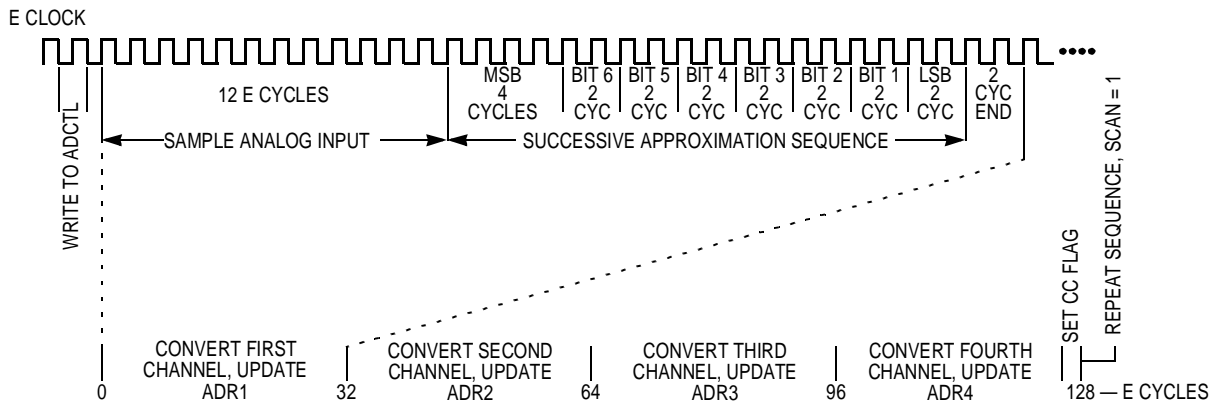 E CLOCK
WRITE TO ADCTL
12 E CYCLES
MSB
4
CYCLES
BIT 6
2
CYC
BIT 5
2
CYC
BIT 4
2
CYC
BIT 3
2
CYC
BIT 2
2
CYC
BIT 1
2
CYC
LSB
2
CYC
2
CYC
END
SAMPLE ANALOG INPUT
SUCCESSIVE APPROXIMATION SEQUENCE
CONVERT FIRST
CHANNEL, UPDATE
ADR1
CONVERT SECOND
CHANNEL, UPDATE
ADR2
CONVERT THIRD
CHANNEL, UPDATE
ADR3
CONVERT FOURTH
CHANNEL, UPDATE
ADR4
SET CC FLAG
REPEAT SEQUENCE, SCAN = 1
0
32
64
96
128 — E CYCLES